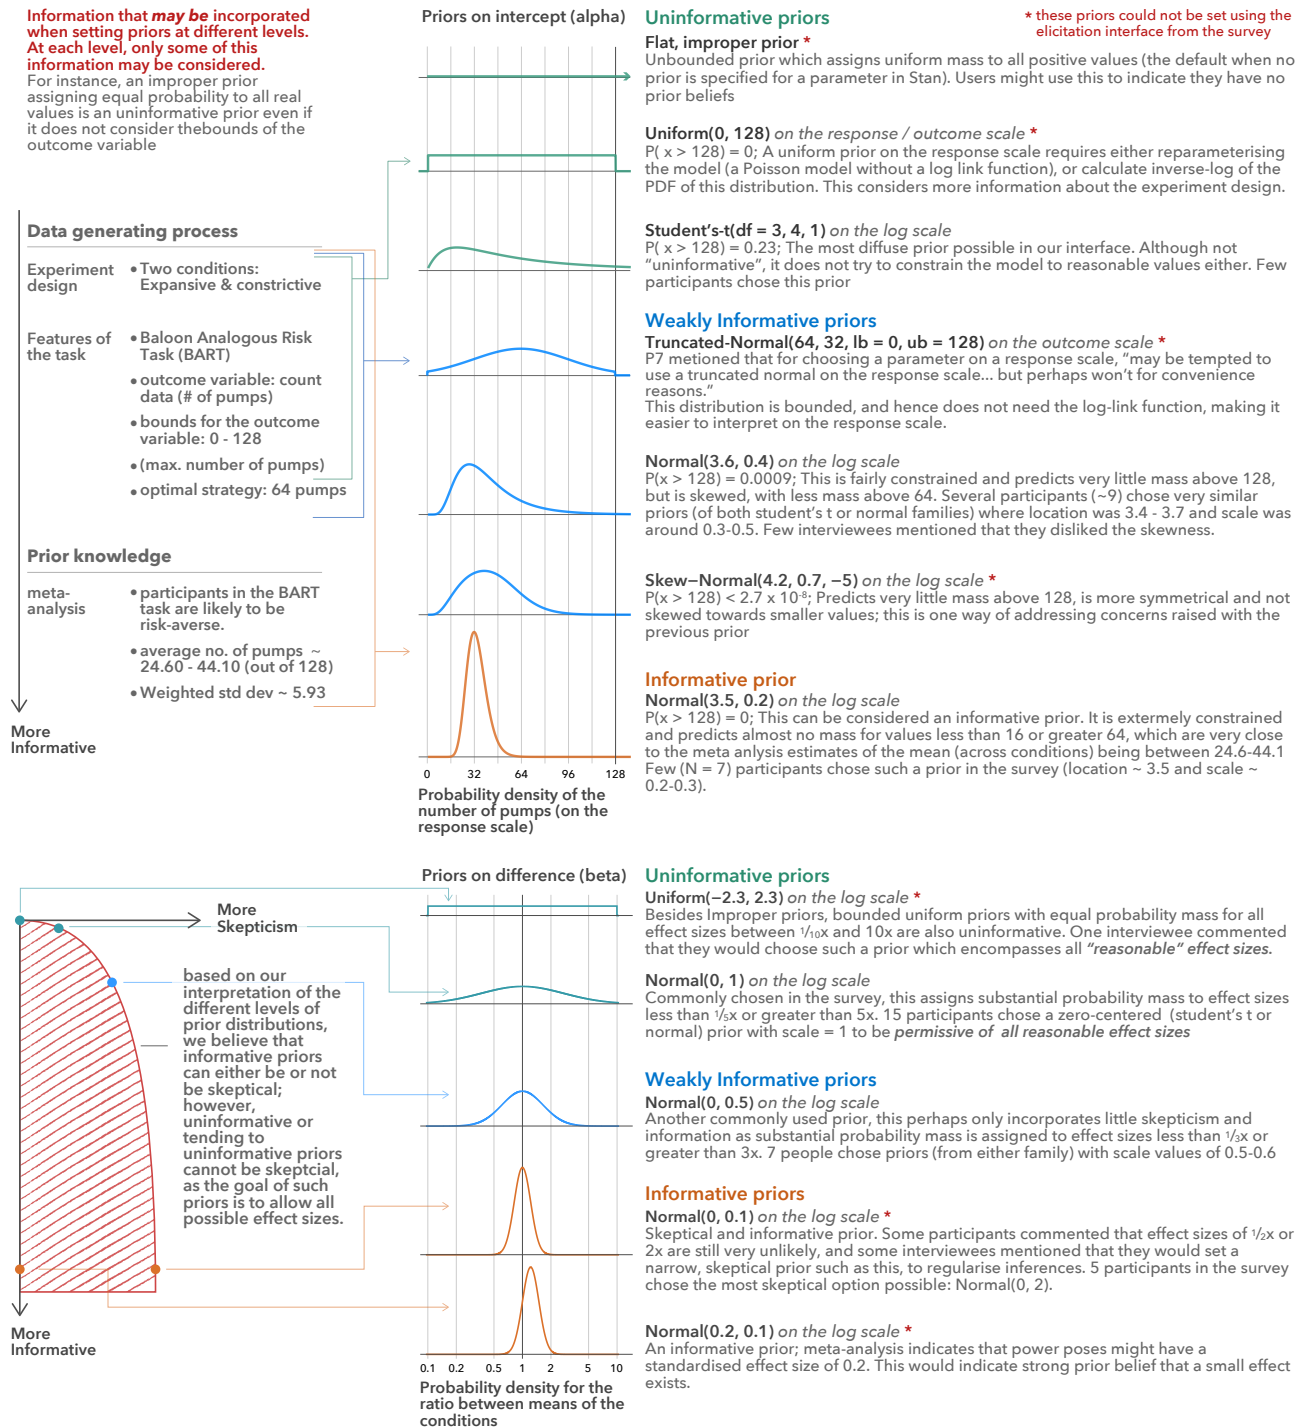 Information that may be incorporated
when setting priors at different levels.
At each level, only some of this
information may be considered.
For instance, an improper prior
assigning equal probability to all real
values is an uninformative prior even if
it does not consider thebounds of the
outcome variable
Data generating process
Experiment
design
• Two conditions:
Expansive & constrictive
Features of
the task
• Baloon Analogous Risk
Task (BART)
• outcome variable: count
data (# of pumps)
• bounds for the outcome
variable: 0 - 128
• (max. number of pumps)
• optimal strategy: 64 pumps
Prior knowledge
meta-
analysis
• participants in the BART
task are likely to be
risk-averse.
• average no. of pumps ~
24.60 - 44.10 (out of 128)
• Weighted std dev ~ 5.93
More
Informative
Priors on intercept (alpha)
0 32 64 96 128
Probability density of the
number of pumps (on the
response scale)
Uninformative priors
* these priors could not be set using the
elicitation interface from the survey
Flat, improper prior *
Unbounded prior which assigns uniform mass to all positive values (the default when no
prior is specified for a parameter in Stan). Users might use this to indicate they have no
prior beliefs
Uniform(0, 128) on the response / outcome scale *
P( x > 128) = 0; A uniform prior on the response scale requires either reparameterising
the model (a Poisson model without a log link function), or calculate inverse-log of the
PDF of this distribution. This considers more information about the experiment design.
Student's-t(df = 3, 4, 1) on the log scale
P( x > 128) = 0.23; The most diffuse prior possible in our interface. Although not
"uninformative", it does not try to constrain the model to reasonable values either. Few
participants chose this prior
Weakly Informative priors
Truncated-Normal(64, 32, lb = 0, ub = 128) on the outcome scale *
P7 metioned that for choosing a parameter on a response scale, "may be tempted to
use a truncated normal on the response scale... but perhaps won't for convenience
reasons."
This distribution is bounded, and hence does not need the log-link function, making it
easier to interpret on the response scale.
Normal(3.6, 0.4) on the log scale
P(x > 128) = 0.0009; This is fairly constrained and predicts very little mass above 128,
but is skewed, with less mass above 64. Several participants (~9) chose very similar
priors (of both student's t or normal families) where location was 3.4 - 3.7 and scale was
around 0.3-0.5. Few interviewees mentioned that they disliked the skewness.
Skew–Normal(4.2, 0.7, −5) on the log scale *
P(x > 128) < 2.7 x 10⁻⁸; Predicts very little mass above 128, is more symmetrical and not
skewed towards smaller values; this is one way of addressing concerns raised with the
previous prior
Informative prior
Normal(3.5, 0.2) on the log scale
P(x > 128) = 0; This can be considered an informative prior. It is extermely constrained
and predicts almost no mass for values less than 16 or greater 64, which are very close
to the meta anlysis estimates of the mean (across conditions) being between 24.6-44.1
Few (N = 7) participants chose such a prior in the survey (location ~ 3.5 and scale ~
0.2-0.3).
More
Skepticism
based on our
interpretation of the
different levels of
prior distributions,
we believe that
informative priors
can either be or not
be skeptical;
however,
uninformative or
tending to
uninformative priors
cannot be skeptcial,
as the goal of such
priors is to allow all
possible effect sizes.
More
Informative
Priors on difference (beta)
0.1 0.2 0.5 1 2 5 10
Probability density for the
ratio between means of the
conditions
Uninformative priors
Uniform(−2.3, 2.3) on the log scale *
Besides Improper priors, bounded uniform priors with equal probability mass for all
effect sizes between 1/10x and 10x are also uninformative. One interviewee commented
that they would choose such a prior which encompasses all "reasonable" effect sizes.
Normal(0, 1) on the log scale
Commonly chosen in the survey, this assigns substantial probability mass to effect sizes
less than 1/5x or greater than 5x. 15 participants chose a zero-centered (student's t or
normal) prior with scale = 1 to be permissive of all reasonable effect sizes
Weakly Informative priors
Normal(0, 0.5) on the log scale
Another commonly used prior, this perhaps only incorporates little skepticism and
information as substantial probability mass is assigned to effect sizes less than 1/3x or
greater than 3x. 7 people chose priors (from either family) with scale values of 0.5-0.6
Informative priors
Normal(0, 0.1) on the log scale *
Skeptical and informative prior. Some participants commented that effect sizes of 1/2x or
2x are still very unlikely, and some interviewees mentioned that they would set a
narrow, skeptical prior such as this, to regularise inferences. 5 participants in the survey
chose the most skeptical option possible: Normal(0, 2).
Normal(0.2, 0.1) on the log scale *
An informative prior; meta-analysis indicates that power poses might have a
standardised effect size of 0.2. This would indicate strong prior belief that a small effect
exists.